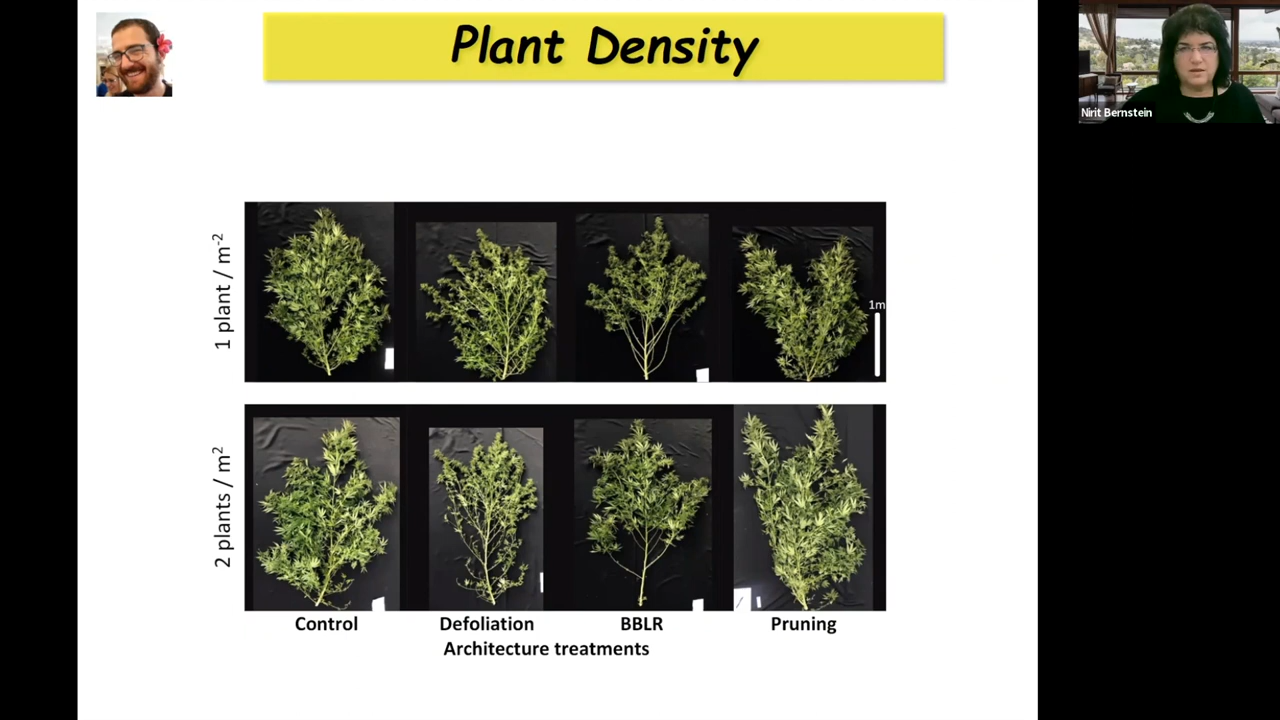 Plant Density
Nirit Bernstein
1 plant / m⁻²
1m
2 plants / m²
Control Defoliation BBLR Pruning
Architecture treatments